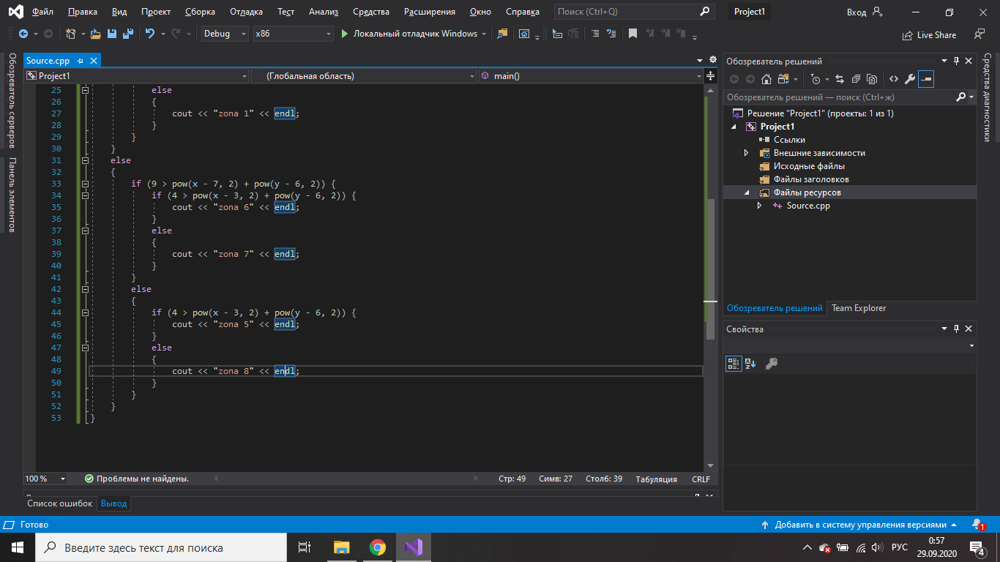 Файл Правка Вид Проект Сборка Отладка Тест Анализ Средства Расширения Окно Справка Поиск (Ctrl+Q) Project1 Вход
Debug x86 Локальный отладчик Windows Live Share
Обозреватель серверов
Панель элементов
Source.cpp
Project1 (Глобальная область) main()
25 else
26 {
27 cout << "zona 1" << endl;
28 }
29 }
30 }
31 else
32 {
33 if (9 > pow(x - 7, 2) + pow(y - 6, 2)) {
34 if (4 > pow(x - 3, 2) + pow(y - 6, 2)) {
35 cout << "zona 6" << endl;
36 }
37 else
38 {
39 cout << "zona 7" << endl;
40 }
41 }
42 else
43 {
44 if (4 > pow(x - 3, 2) + pow(y - 6, 2)) {
45 cout << "zona 5" << endl;
46 }
47 else
48 {
49 cout << "zona 8" << endl;
50 }
51 }
52 }
53 }
100 % Проблемы не найдены. Стр: 49 Симв: 27 Столб: 39 Табуляция CRLF
Список ошибок Вывод
Обозреватель решений
Обозреватель решений — поиск (Ctrl+ж)
Решение "Project1" (проекты: 1 из 1)
Project1
Ссылки
Внешние зависимости
Исходные файлы
Файлы заголовков
Файлы ресурсов
Source.cpp
Обозреватель решений Team Explorer
Свойства
Средства диагностики
Готово Добавить в систему управления версиями 1
Введите здесь текст для поиска РУС 0:57
29.09.2020 4